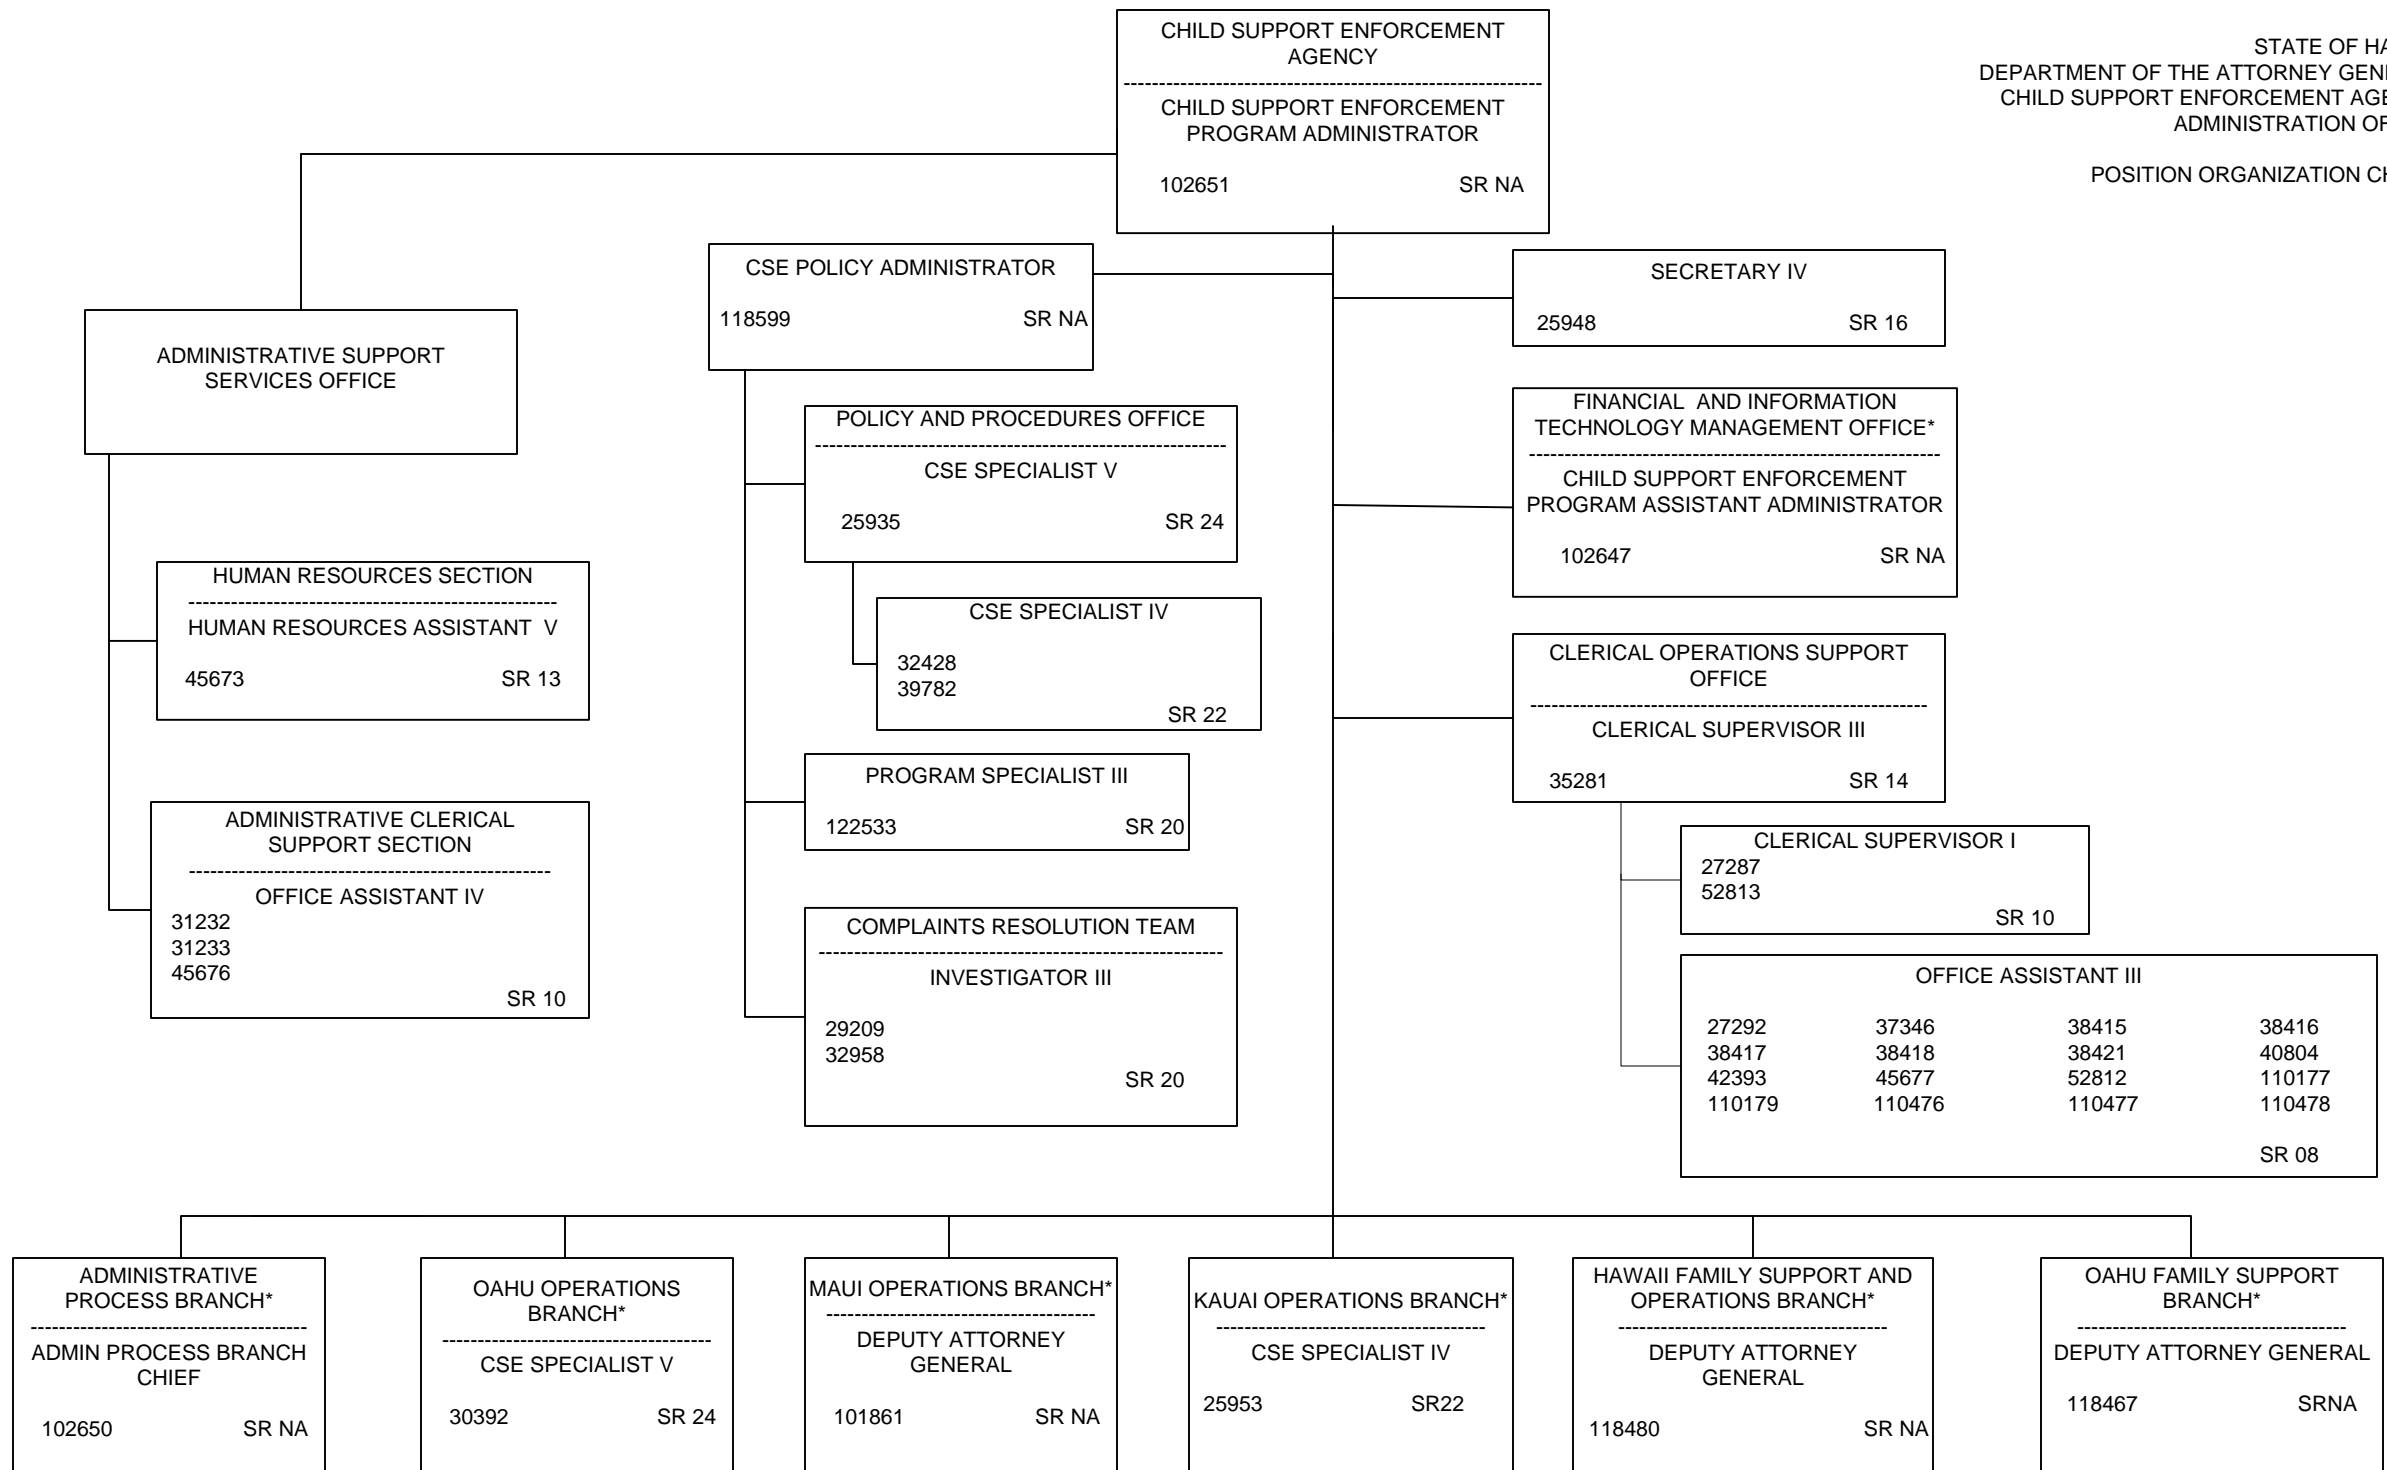 CHILD SUPPORT ENFORCEMENT
AGENCY
CHILD SUPPORT ENFORCEMENT
PROGRAM ADMINISTRATOR
102651 SR NA
STATE OF HA
DEPARTMENT OF THE ATTORNEY GEN
CHILD SUPPORT ENFORCEMENT AGE
ADMINISTRATION OF
POSITION ORGANIZATION CH
ADMINISTRATIVE SUPPORT
SERVICES OFFICE
HUMAN RESOURCES SECTION
HUMAN RESOURCES ASSISTANT V
45673 SR 13
ADMINISTRATIVE CLERICAL
SUPPORT SECTION
OFFICE ASSISTANT IV
31232
31233
45676
SR 10
CSE POLICY ADMINISTRATOR
118599 SR NA
POLICY AND PROCEDURES OFFICE
CSE SPECIALIST V
25935 SR 24
CSE SPECIALIST IV
32428
39782
SR 22
PROGRAM SPECIALIST III
122533 SR 20
COMPLAINTS RESOLUTION TEAM
INVESTIGATOR III
29209
32958
SR 20
SECRETARY IV
25948 SR 16
FINANCIAL AND INFORMATION
TECHNOLOGY MANAGEMENT OFFICE*
CHILD SUPPORT ENFORCEMENT
PROGRAM ASSISTANT ADMINISTRATOR
102647 SR NA
CLERICAL OPERATIONS SUPPORT
OFFICE
CLERICAL SUPERVISOR III
35281 SR 14
CLERICAL SUPERVISOR I
27287
52813
SR 10
OFFICE ASSISTANT III
27292 37346 38415 38416
38417 38418 38421 40804
42393 45677 52812 110177
110179 110476 110477 110478
SR 08
ADMINISTRATIVE
PROCESS BRANCH*
ADMIN PROCESS BRANCH
CHIEF
102650 SR NA
OAHU OPERATIONS
BRANCH*
CSE SPECIALIST V
30392 SR 24
MAUI OPERATIONS BRANCH*
DEPUTY ATTORNEY
GENERAL
101861 SR NA
KAUAI OPERATIONS BRANCH*
CSE SPECIALIST IV
25953 SR22
HAWAII FAMILY SUPPORT AND
OPERATIONS BRANCH*
DEPUTY ATTORNEY
GENERAL
118480 SR NA
OAHU FAMILY SUPPORT
BRANCH*
DEPUTY ATTORNEY GENERAL
118467 SRNA